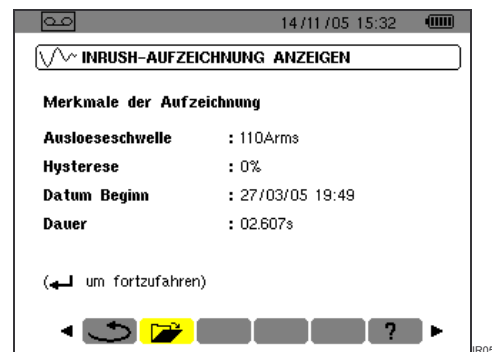 14/11/05 15:32
INRUSH-AUFZEICHNUNG ANZEIGEN
Merkmale der Aufzeichnung
Ausloeseschwelle : 110Arms
Hysterese : 0%
Datum Beginn : 27/03/05 19:49
Dauer : 02.607s
(↵ um fortzufahren)
?